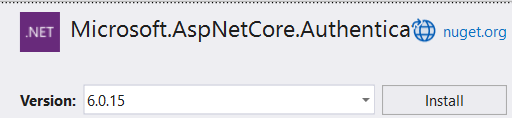 .NET Microsoft.AspNetCore.Authentica nuget.org
Version: 6.0.15 Install